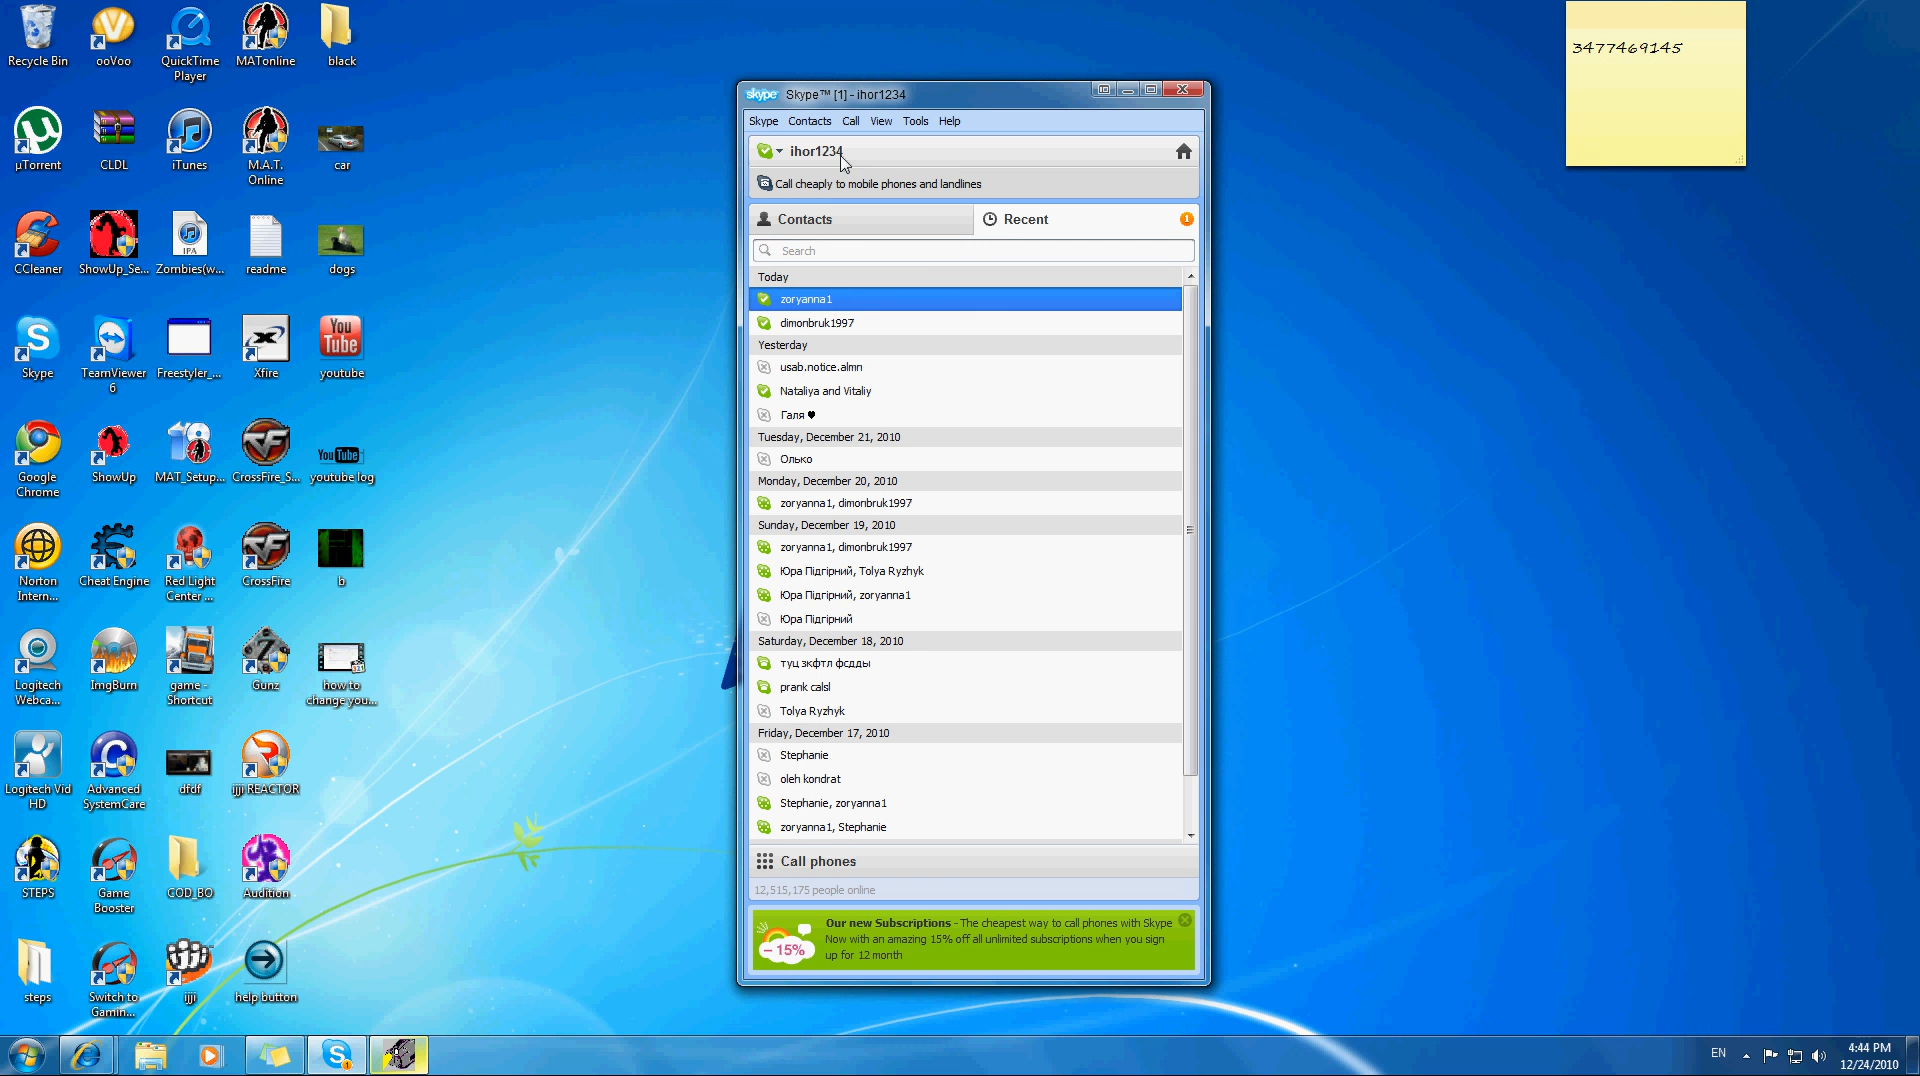 Recycle Bin
ooVoo
QuickTime
Player
MATonline
black
µTorrent
CLDL
iTunes
M.A.T.
Online
car
CCleaner
ShowUp_Se...
IPA
Zombies(w...
readme
dogs
Skype
TeamViewer
6
Freestyler_...
Xfire
You
Tube
youtube
Google
Chrome
ShowUp
MAT_Setup...
CrossFire_S...
YouTube
youtube log
Norton
Intern...
Cheat Engine
Red Light
Center ...
CrossFire
b
Logitech
Webca...
ImgBurn
game -
Shortcut
Gunz
how to
change you...
Logitech Vid
HD
Advanced
SystemCare
dfdf
ijji REACTOR
STEPS
Game
Booster
COD_BO
Audition
steps
Switch to
Gamin...
ijji
help button
skype Skype™ [1] - ihor1234
Skype Contacts Call View Tools Help
ihor1234
Call cheaply to mobile phones and landlines
Contacts
Recent
1
Search
Today
zoryanna1
dimonbruk1997
Yesterday
usab.notice.almrı
Nataliya and Vitaliy
Галя ♥
Tuesday, December 21, 2010
Олько
Monday, December 20, 2010
zoryanna1, dimonbruk1997
Sunday, December 19, 2010
zoryanna1, dimonbruk1997
Юра Підгірний, Tolya Ryzhyk
Юра Підгірний, zoryanna1
Юра Підгірний
Saturday, December 18, 2010
туц зкфтл фсдды
prank calsl
Tolya Ryzhyk
Friday, December 17, 2010
Stephanie
oleh kondrat
Stephanie, zoryanna1
zoryanna1, Stephanie
Call phones
12,515,175 people online
-15%
Our new Subscriptions - The cheapest way to call phones with Skype
Now with an amazing 15% off all unlimited subscriptions when you sign
up for 12 month
3477469145
EN
4:44 PM
12/24/2010